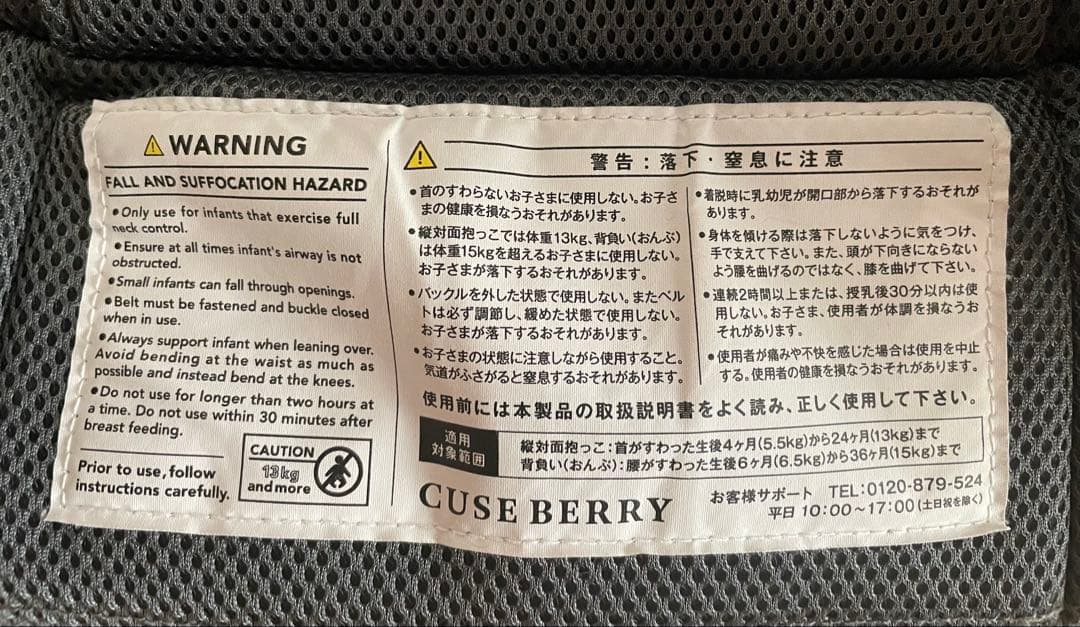 WARNING
FALL AND SUFFOCATION HAZARD
•Only use for infants that exercise full
neck control.
•Ensure at all times infant's airway is not
obstructed.
•Small infants can fall through openings.
•Belt must be fastened and buckle closed
when in use.
•Always support infant when leaning over.
Avoid bending at the waist as much as
possible and instead bend at the knees.
•Do not use for longer than two hours at
a time. Do not use within 30 minutes after
breast feeding.
Prior to use, follow
instructions carefully.
CAUTION
13kg
and more
警告：落下・窒息に注意
•首のすわらないお子さまに使用しない。お子さ
まの健康を損なうおそれがあります。
•縦対面抱っこでは体重13kg、背負い(おんぶ)
は体重15kgを超えるお子さまに使用しない。
お子さまが落下するおそれがあります。
•バックルを外した状態で使用しない。またベル
トは必ず調節し、緩めた状態で使用しない。
お子さまが落下するおそれがあります。
•お子さまの状態に注意しながら使用すること。
気道がふさがると窒息するおそれがあります。
•着脱時に乳幼児が開口部から落下するおそれが
あります。
•身体を傾ける際は落下しないように気をつけ、
手で支えて下さい。また、頭が下向きにならない
よう腰を曲げるのではなく、膝を曲げて下さい。
•連続2時間以上または、授乳後30分以内は使
用しない。お子さま、使用者が体調を損なうお
それがあります。
•使用者が痛みや不快を感じた場合は使用を中止
する。使用者の健康を損なうおそれがあります。
使用前には本製品の取扱説明書をよく読み、正しく使用して下さい。
適用
対象範囲
縦対面抱っこ：首がすわった生後4ヶ月(5.5kg)から24ヶ月(13kg)まで
背負い(おんぶ)：腰がすわった生後6ヶ月(6.5kg)から36ヶ月(15kg)まで
CUSE BERRY
お客様サポート TEL:0120-879-524
平日 10:00〜17:00 (土日祝を除く)